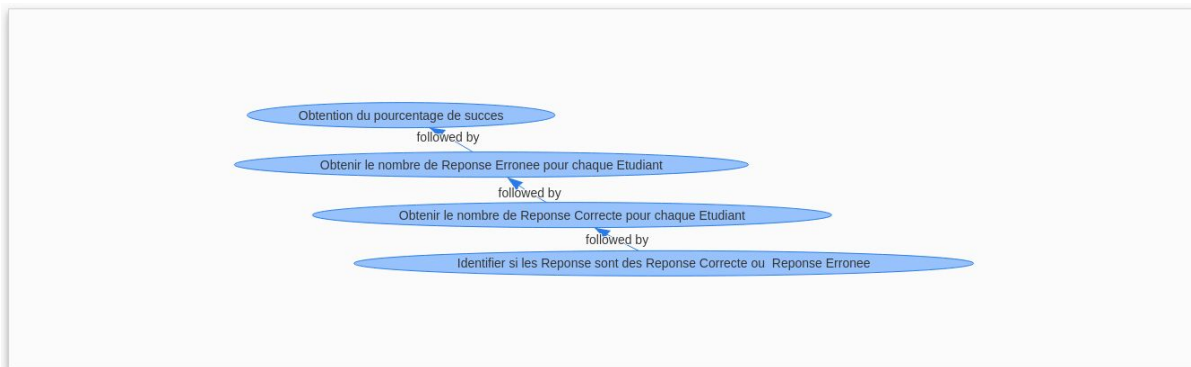 Obtention du pourcentage de succes
followed by
Obtenir le nombre de Reponse Erronee pour chaque Etudiant
followed by
Obtenir le nombre de Reponse Correcte pour chaque Etudiant
followed by
Identifier si les Reponse sont des Reponse Correcte ou  Reponse Erronee